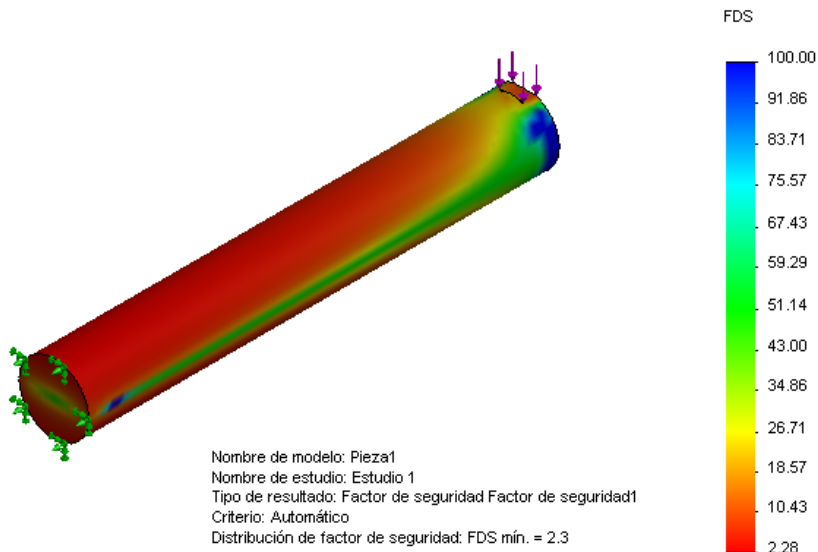 FDS
100.00
91.86
83.71
75.57
67.43
59.29
51.14
43.00
34.86
26.71
18.57
10.43
2.28
Nombre de modelo: Pieza1
Nombre de estudio: Estudio 1
Tipo de resultado: Factor de seguridad Factor de seguridad1
Criterio: Automático
Distribución de factor de seguridad: FDS mín. = 2.3